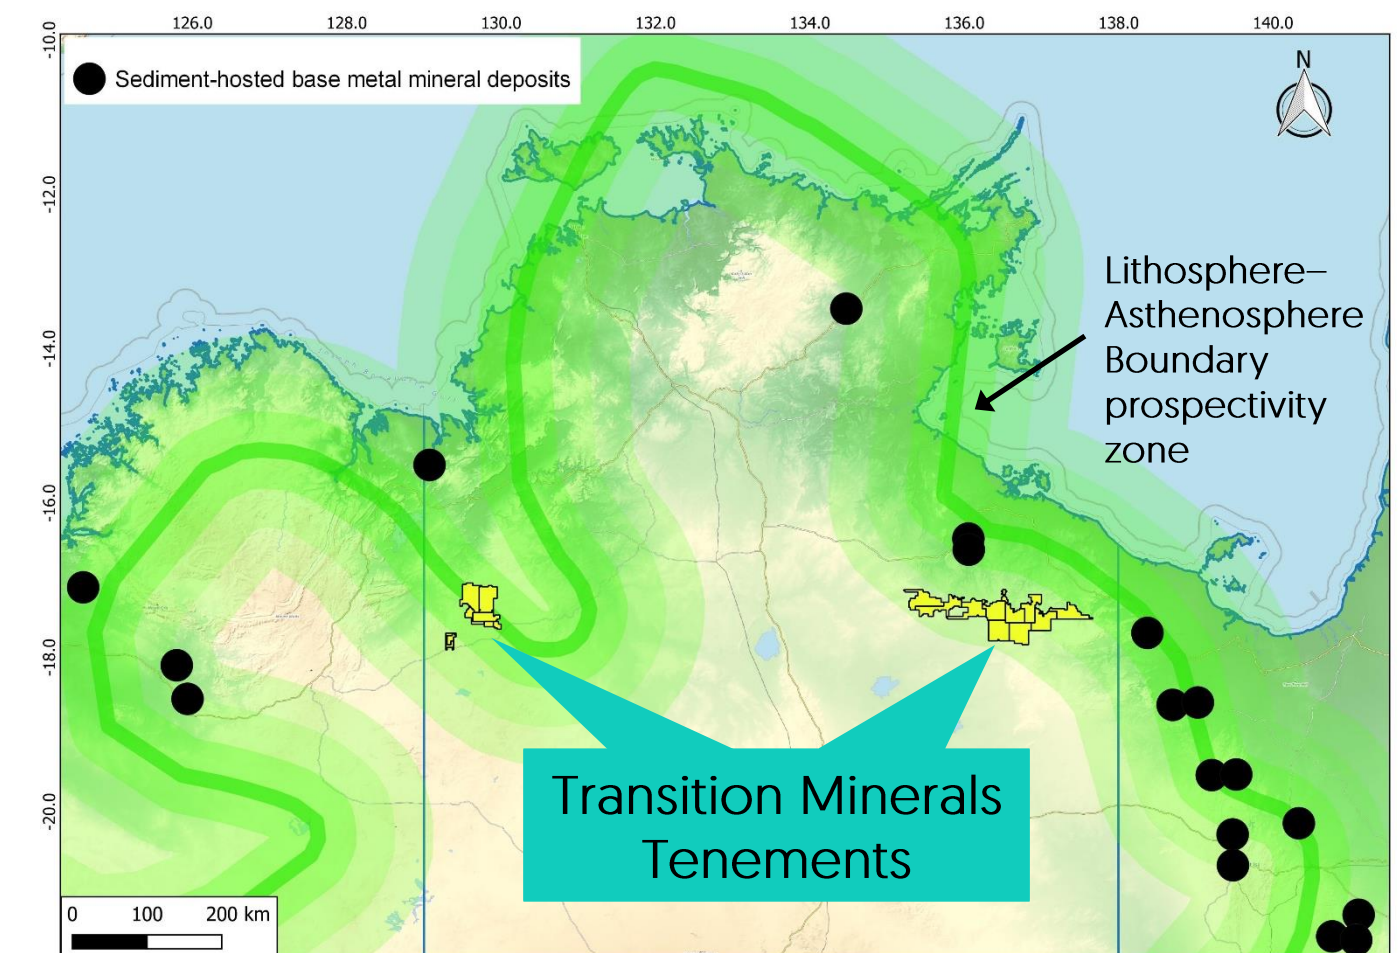 126.0
128.0
130.0
132.0
134.0
136.0
138.0
140.0
-10.0
-12.0
-14.0
-16.0
-18.0
-20.0
Sediment-hosted base metal mineral deposits
N
Lithosphere–
Asthenosphere
Boundary
prospectivity
zone
Transition Minerals
Tenements
0 100 200 km